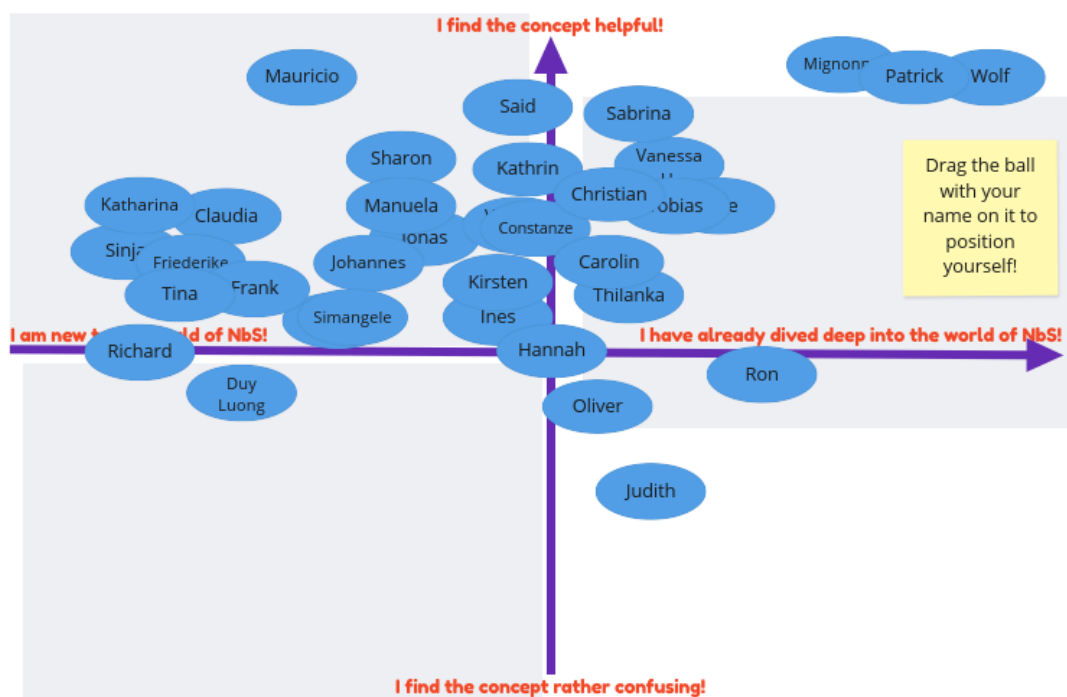 I find the concept helpful!
Mauricio
Patrick
Wolf
Said
Sabrina
Drag the ball
with your
name on it to
position
yourself!
Sharon
Kathrin
Vanessa
Christian
Katharina
Claudia
Manuela
Constanze
Friederike
Johannes
Carolin
Tina
Frank
Kirsten
Thilanka
Simangele
Ines
I am new
of NbS!
I have already dived deep into the world of NbS!
Richard
Hannah
Ron
Duy
Luong
Oliver
Judith
I find the concept rather confusing!